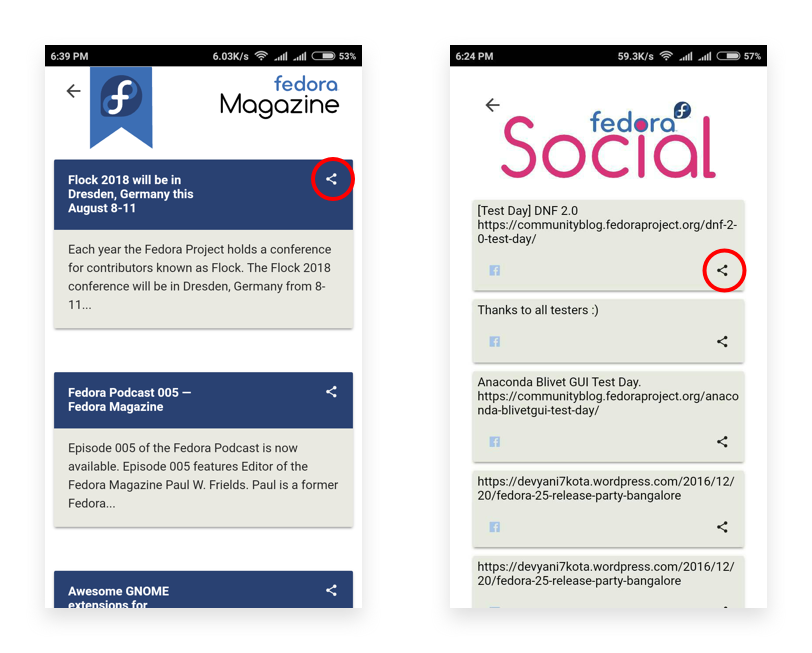 6:39 PM 6.03K/s 53%
fedora
Magazine
Flock 2018 will be in
Dresden, Germany this
August 8-11
Each year the Fedora Project holds a conference
for contributors known as Flock. The Flock 2018
conference will be in Dresden, Germany from 8-
11...
Fedora Podcast 005 —
Fedora Magazine
Episode 005 of the Fedora Podcast is now
available. Episode 005 features Editor of the
Fedora Magazine Paul W. Frields. Paul is a former
Fedora...
Awesome GNOME
extensions for
6:24 PM 59.3K/s 57%
fedora
Social
[Test Day] DNF 2.0
https://communityblog.fedoraproject.org/dnf-2-
0-test-day/
Thanks to all testers :)
Anaconda Blivet GUI Test Day.
https://communityblog.fedoraproject.org/anaco
nda-blivetgui-test-day/
https://devyani7kota.wordpress.com/2016/12/
20/fedora-25-release-party-bangalore
https://devyani7kota.wordpress.com/2016/12/
20/fedora-25-release-party-bangalore